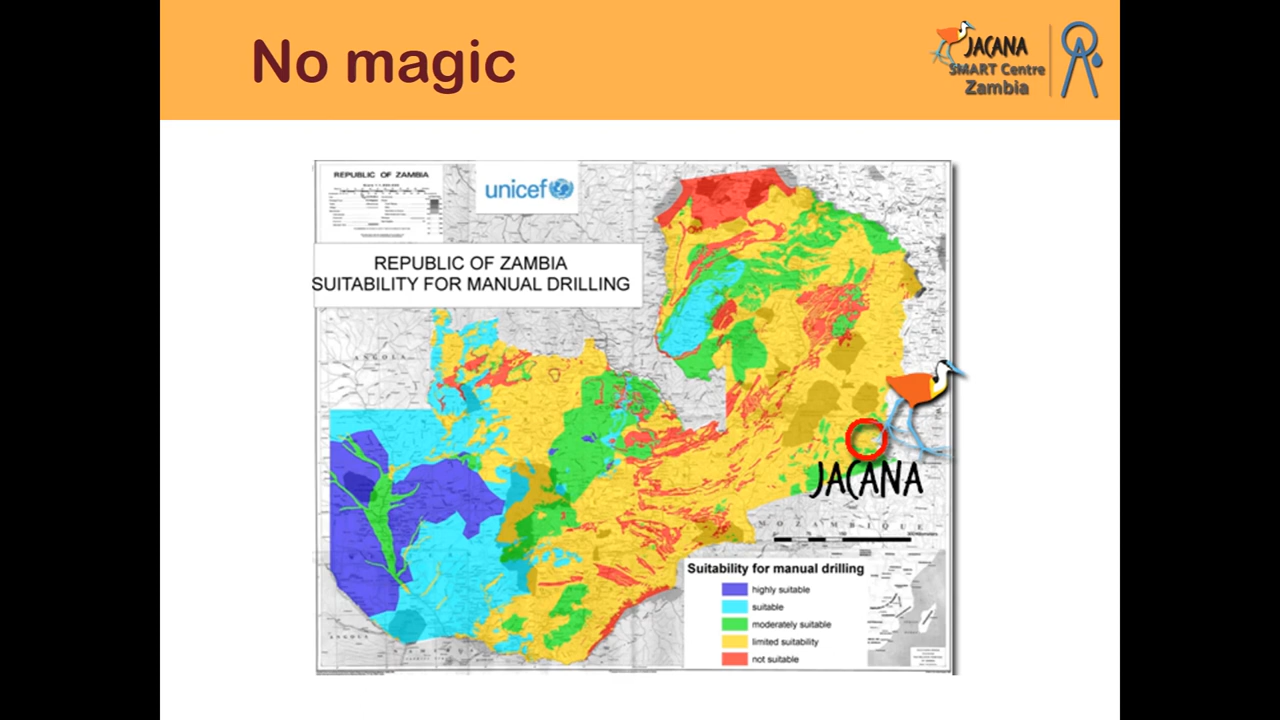 No magic
JACANA
SMART Centre
Zambia
REPUBLIC OF ZAMBIA
unicef
REPUBLIC OF ZAMBIA
SUITABILITY FOR MANUAL DRILLING
ANGOLA
JACANA
MOZAMBIQUE
Suitability for manual drilling
highly suitable
suitable
moderately suitable
limited suitability
not suitable